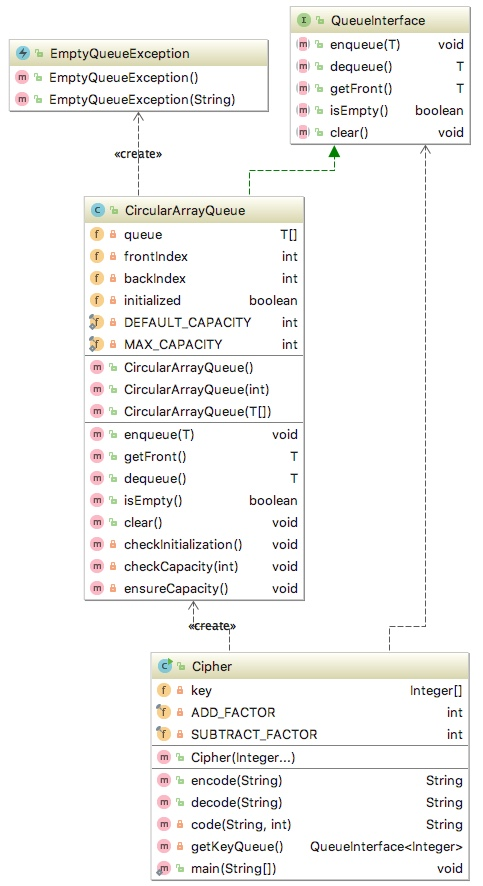 QueueInterface
enqueue(T) void
dequeue() T
getFront() T
isEmpty() boolean
clear() void
EmptyQueueException
EmptyQueueException()
EmptyQueueException(String)
«create»
CircularArrayQueue
queue T[]
frontIndex int
backIndex int
initialized boolean
DEFAULT_CAPACITY int
MAX_CAPACITY int
CircularArrayQueue()
CircularArrayQueue(int)
CircularArrayQueue(T[])
enqueue(T) void
getFront() T
dequeue() T
isEmpty() boolean
clear() void
checkInitialization() void
checkCapacity(int) void
ensureCapacity() void
«create»
Cipher
key Integer[]
ADD_FACTOR int
SUBTRACT_FACTOR int
Cipher(Integer...)
encode(String) String
decode(String) String
code(String, int) String
getKeyQueue() QueueInterface<Integer>
main(String[]) void